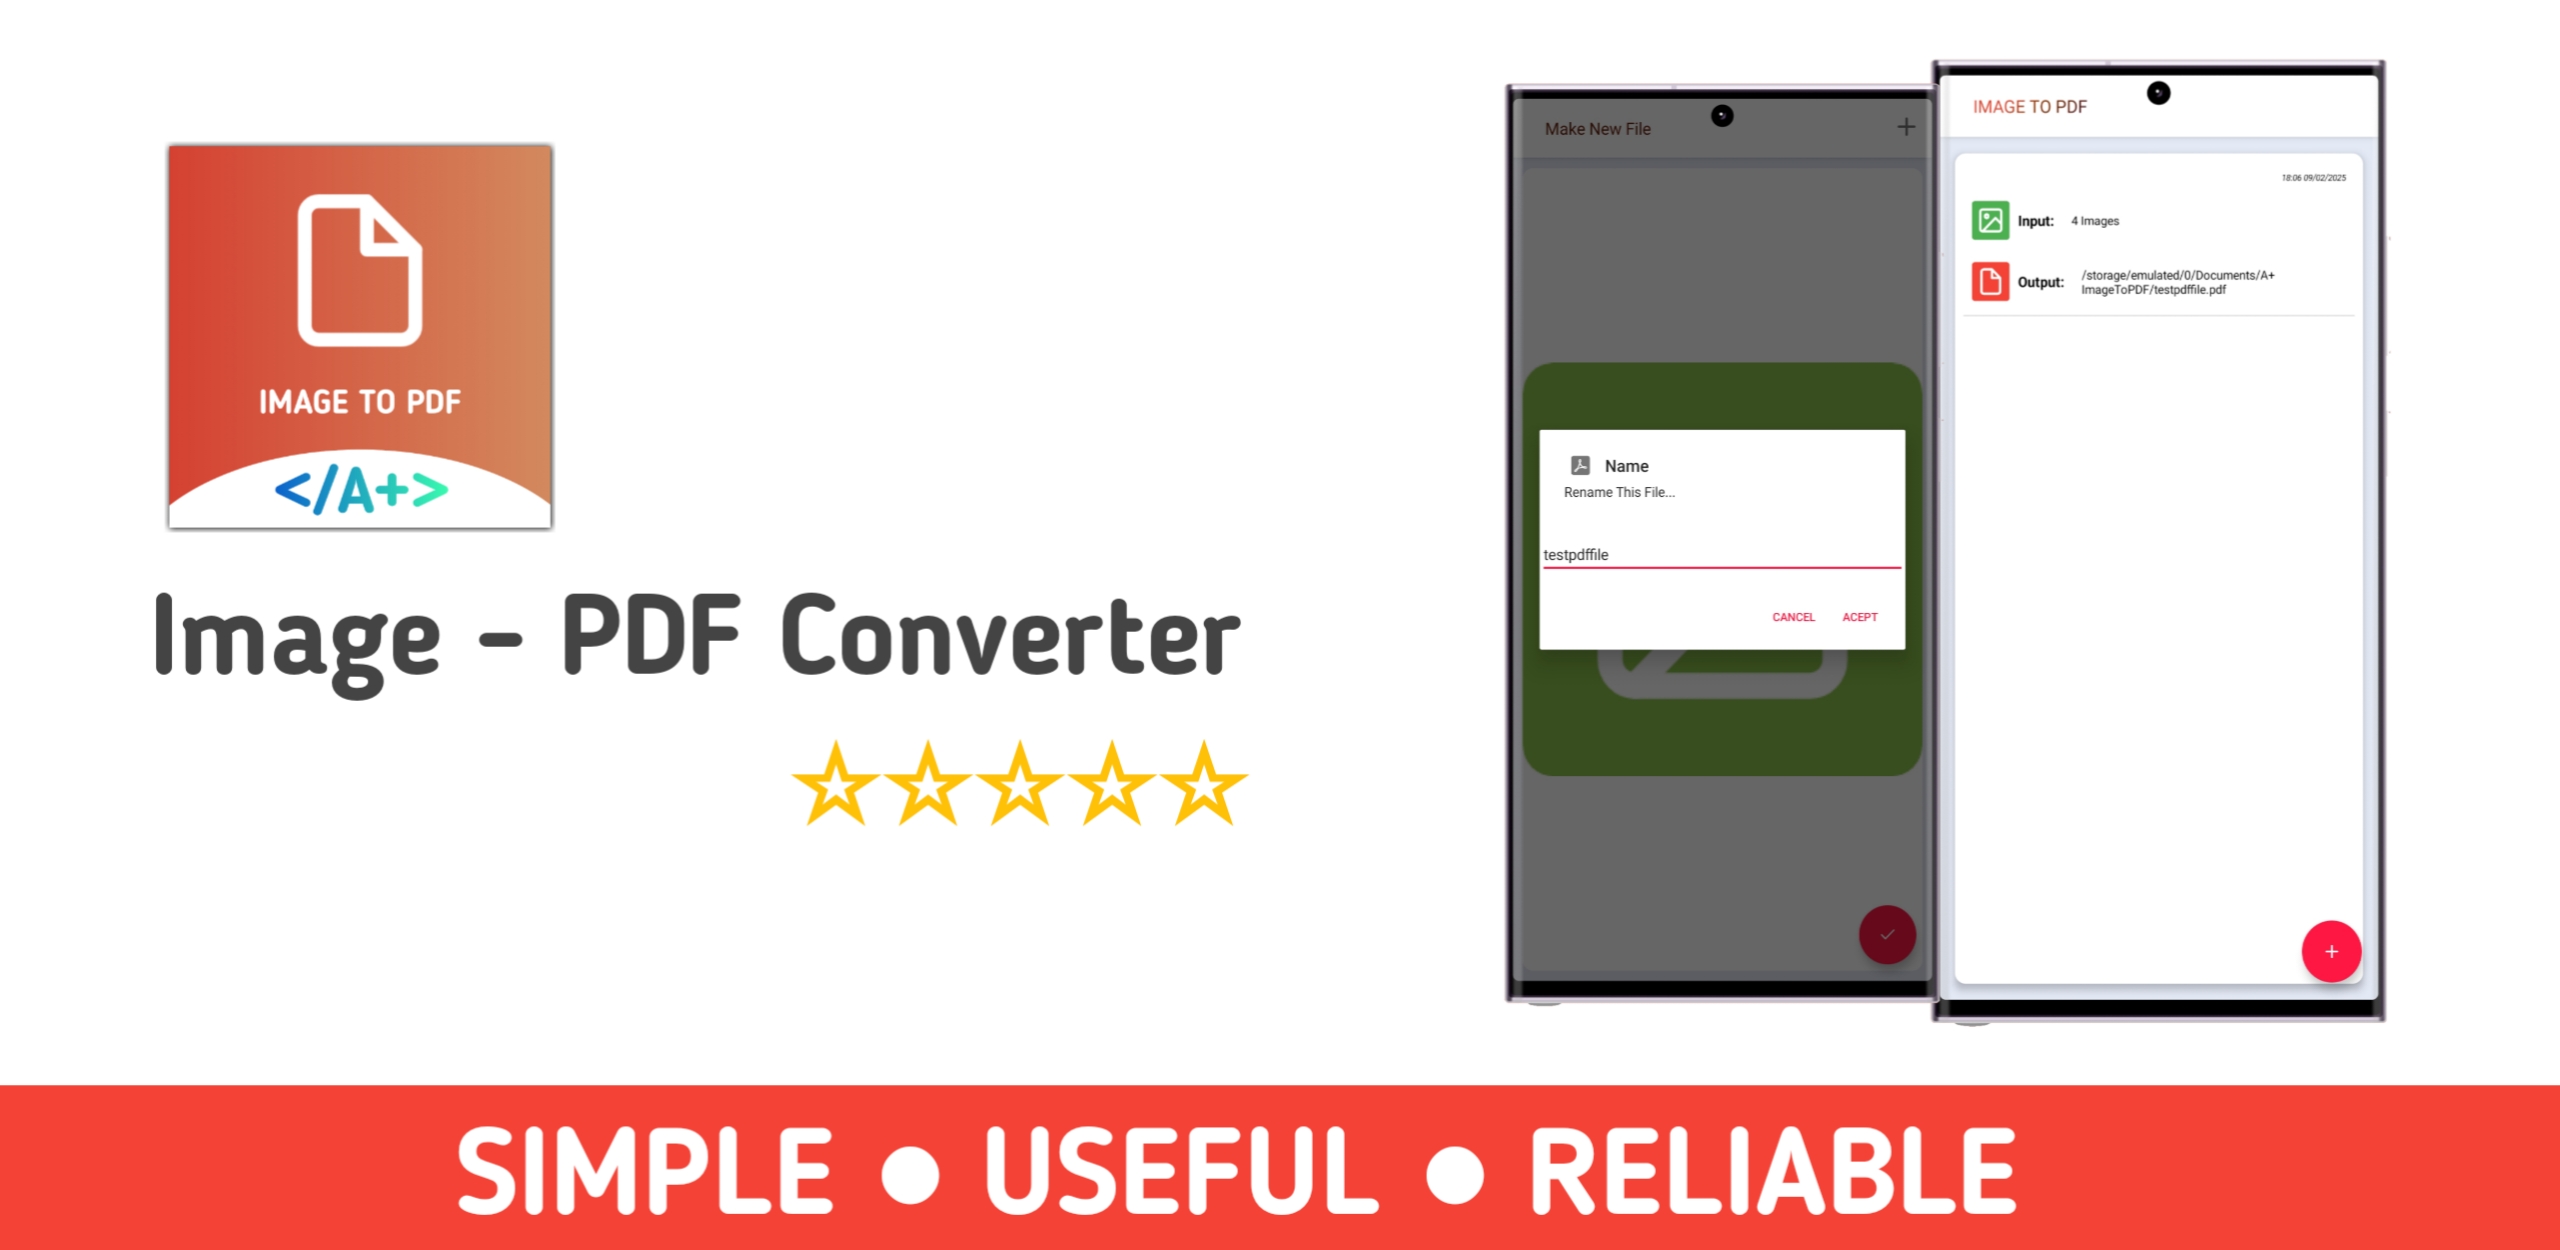 IMAGE TO PDF
</A+>
Image - PDF Converter
SIMPLE ● USEFUL ● RELIABLE
Make New File
Name
Rename This File...
testpdffile
CANCEL ACEPT
IMAGE TO PDF
18:06 09/02/2025
Input: 4 Images
Output: /storage/emulated/0/Documents/A+
ImageToPDF/testpdffile.pdf